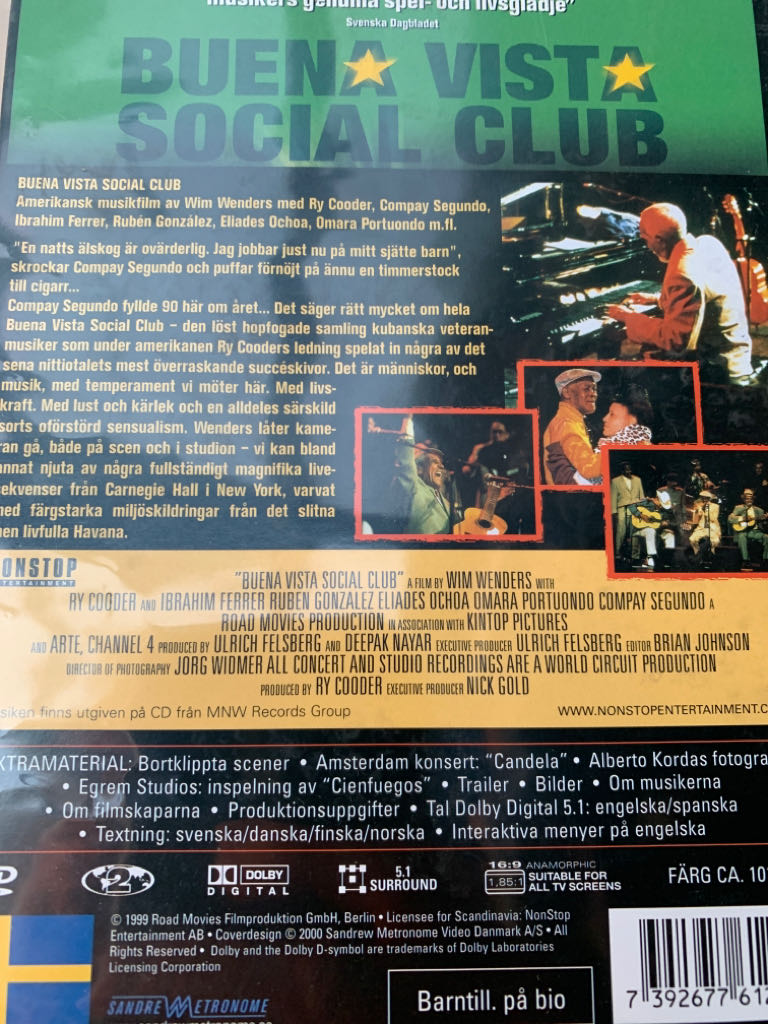 musikers genuina spel- och livsglädje"
Svenska Dagbladet
BUENA VISTA
SOCIAL CLUB
BUENA VISTA SOCIAL CLUB
Amerikansk musikfilm av Wim Wenders med Ry Cooder, Compay Segundo,
Ibrahim Ferrer, Rubén González, Eliades Ochoa, Omara Portuondo m.fl.
"En natts älskog är ovärderlig. Jag jobbar just nu på mitt sjätte barn",
skrockar Compay Segundo och puffar förnöjt på ännu en timmerstock
till cigarr...
Compay Segundo fyllde 90 här om året... Det säger rätt mycket om hela
Buena Vista Social Club – den löst hopfogade samling kubanska veteran-
musiker som under amerikanen Ry Cooders ledning spelat in några av det
sena nittiotalets mest överraskande succéskivor. Det är människor, och
musik, med temperament vi möter här. Med livs-
kraft. Med lust och kärlek och en alldeles särskild
sorts oförstörd sensualism. Wenders låter kame-
ran gå, både på scen och i studion – vi kan bland
annat njuta av några fullständigt magnifika live-
sekvenser från Carnegie Hall i New York, varvat
med färgstarka miljöskildringar från det slitna
men livfulla Havana.
NONSTOP
ENTERTAINMENT
"BUENA VISTA SOCIAL CLUB" A FILM BY WIM WENDERS WITH
RY COODER AND IBRAHIM FERRER RUBEN GONZALEZ ELIADES OCHOA OMARA PORTUONDO COMPAY SEGUNDO A
ROAD MOVIES PRODUCTION IN ASSOCIATION WITH KINTOP PICTURES
AND ARTE, CHANNEL 4 PRODUCED BY ULRICH FELSBERG AND DEEPAK NAYAR EXECUTIVE PRODUCER ULRICH FELSBERG EDITOR BRIAN JOHNSON
DIRECTOR OF PHOTOGRAPHY JORG WIDMER ALL CONCERT AND STUDIO RECORDINGS ARE A WORLD CIRCUIT PRODUCTION
PRODUCED BY RY COODER EXECUTIVE PRODUCER NICK GOLD
siken finns utgiven på CD från MNW Records Group
WWW.NONSTOPENTERTAINMENT.C
XTRAMATERIAL: Bortklippta scener • Amsterdam konsert: "Candela" • Alberto Kordas fotogra
• Egrem Studios: inspelning av "Cienfuegos" • Trailer • Bilder • Om musikerna
• Om filmskaparna • Produktionsuppgifter • Tal Dolby Digital 5.1: engelska/spanska
• Textning: svenska/danska/finska/norska • Interaktiva menyer på engelska
2
DOLBY
DIGITAL
5.1
SURROUND
16:9 ANAMORPHIC
1,85:1
SUITABLE FOR
ALL TV SCREENS
FÄRG CA. 10
© 1999 Road Movies Filmproduktion GmbH, Berlin • Licensee for Scandinavia: NonStop
Entertainment AB • Coverdesign © 2000 Sandrew Metronome Video Danmark A/S • All
Rights Reserved • Dolby and the Dolby D-symbol are trademarks of Dolby Laboratories
Licensing Corporation
SANDREW METRONOME
Barntill. på bio
7 392677 612